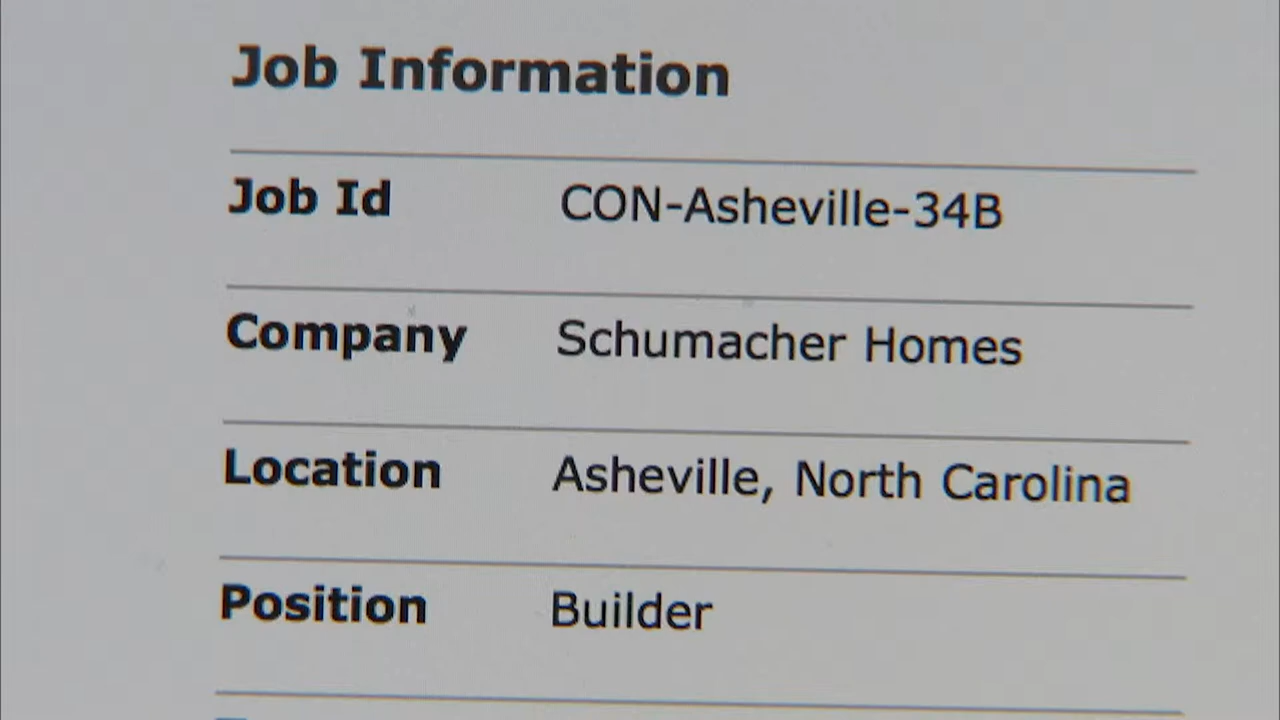 Job Information
Job Id CON-Asheville-34B
Company Schumacher Homes
Location Asheville, North Carolina
Position Builder